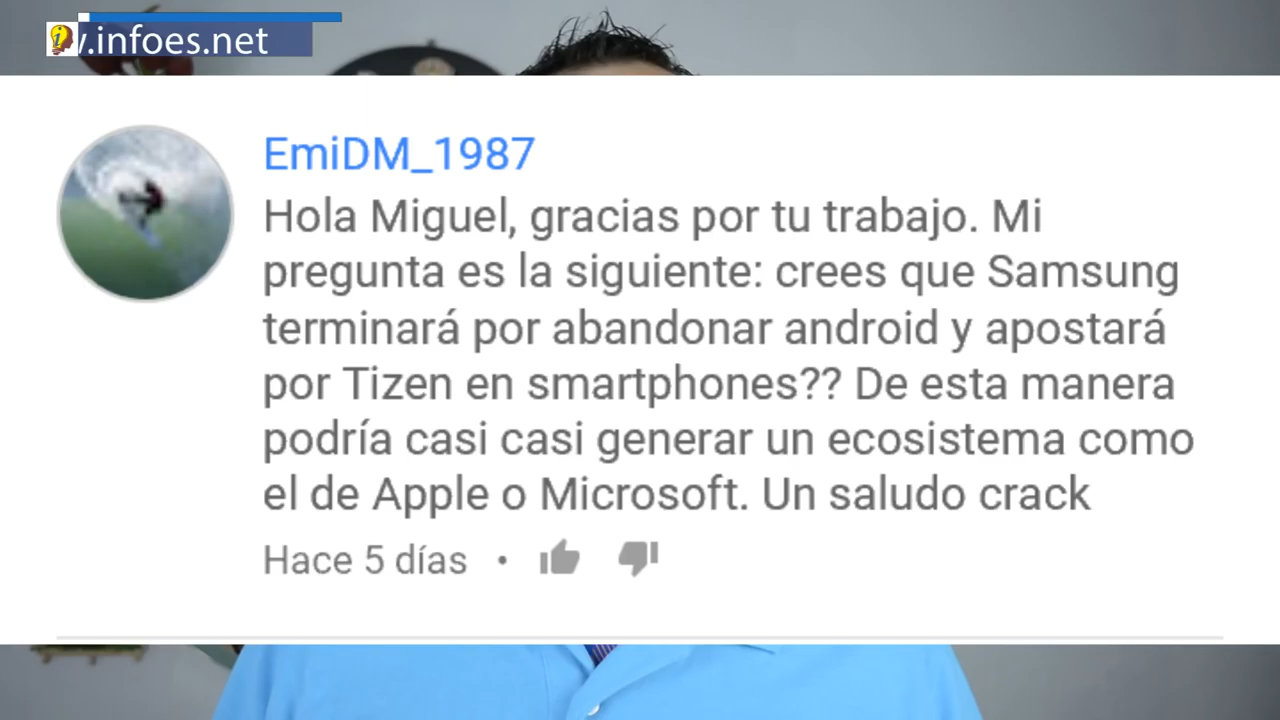 .infoes.net
EmiDM_1987
Hola Miguel, gracias por tu trabajo. Mi
pregunta es la siguiente: crees que Samsung
terminará por abandonar android y apostará
por Tizen en smartphones?? De esta manera
podría casi casi generar un ecosistema como
el de Apple o Microsoft. Un saludo crack
Hace 5 días •